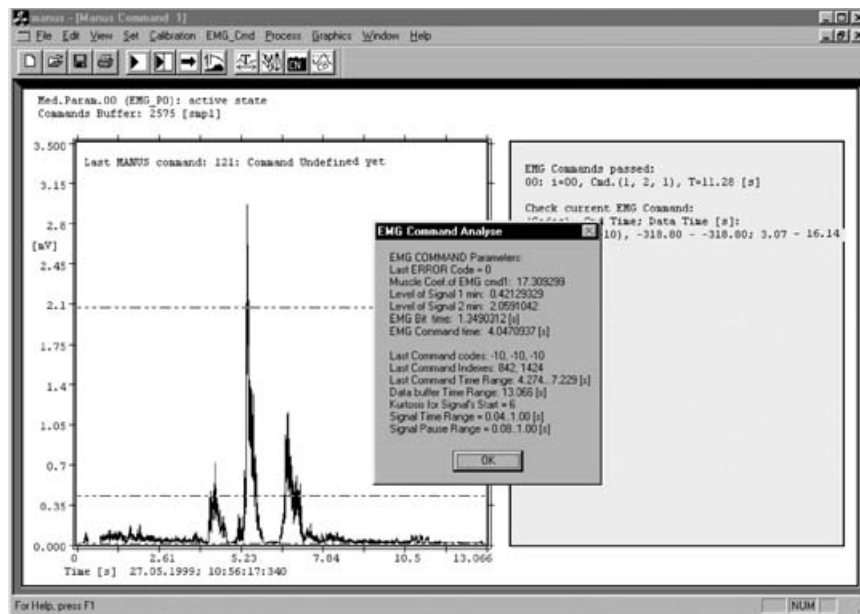 manus - [Manus Command 1]
File Edit View Set Calibration EMG_Cmd Process Graphics Window Help
Med.Param.00 (EMG_P0): active state
Commands Buffer: 2575 [smpl]
Last MANUS command: 121: Command Undefined yet
3.500
3.15
2.8
[mV]
2.45
2.1
1.75
1.4
1.05
0.7
0.35
0.000
0 2.61 5.23 7.84 10.5 13.066
Time [s] 27.05.1999; 10:56:17:340
EMG Commands passed:
00: i=00, Cmd.(1, 2, 1), T=11.28 [s]
Check current EMG Command:
Cmd Time; Data Time [s]:
10), -318.80 - -318.80; 3.07 - 16.14
EMG Command Analyse
EMG COMMAND Parameters:
Last ERROR Code = 0
Muscle Coef.of EMG cmd1: 17.309299
Level of Signal 1 min: 0.42129329
Level of Signal 2 min: 2.0591042
EMG Bit time: 1.3490312 [s]
EMG Command time: 4.0470937 [s]
Last Command codes: -10, -10, -10
Last Command Indexes: 842, 1424
Last Command Time Range: 4.274...7.229 [s]
Data buffer Time Range: 13.066 [s]
Kurtosis for Signal's Start = 6
Signal Time Range = 0.04..1.00 [s]
Signal Pause Range = 0.08..1.00 [s]
OK
For Help, press F1
NUM